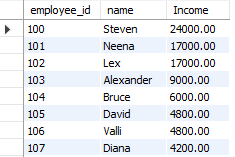 employee_id name Income
100 Steven 24000.00
101 Neena 17000.00
102 Lex 17000.00
103 Alexander 9000.00
104 Bruce 6000.00
105 David 4800.00
106 Valli 4800.00
107 Diana 4200.00